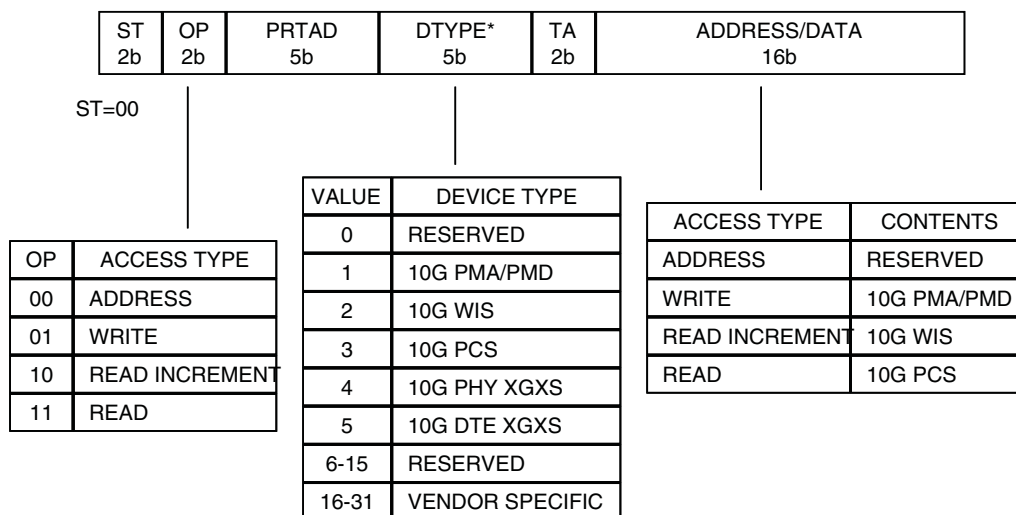 ST OP PRTAD DTYPE* TA ADDRESS/DATA
2b 2b 5b 5b 2b 16b
ST=00
OP ACCESS TYPE
00 ADDRESS
01 WRITE
10 READ INCREMENT
11 READ
VALUE DEVICE TYPE
0 RESERVED
1 10G PMA/PMD
2 10G WIS
3 10G PCS
4 10G PHY XGXS
5 10G DTE XGXS
6-15 RESERVED
16-31 VENDOR SPECIFIC
ACCESS TYPE CONTENTS
ADDRESS RESERVED
WRITE 10G PMA/PMD
READ INCREMENT 10G WIS
READ 10G PCS